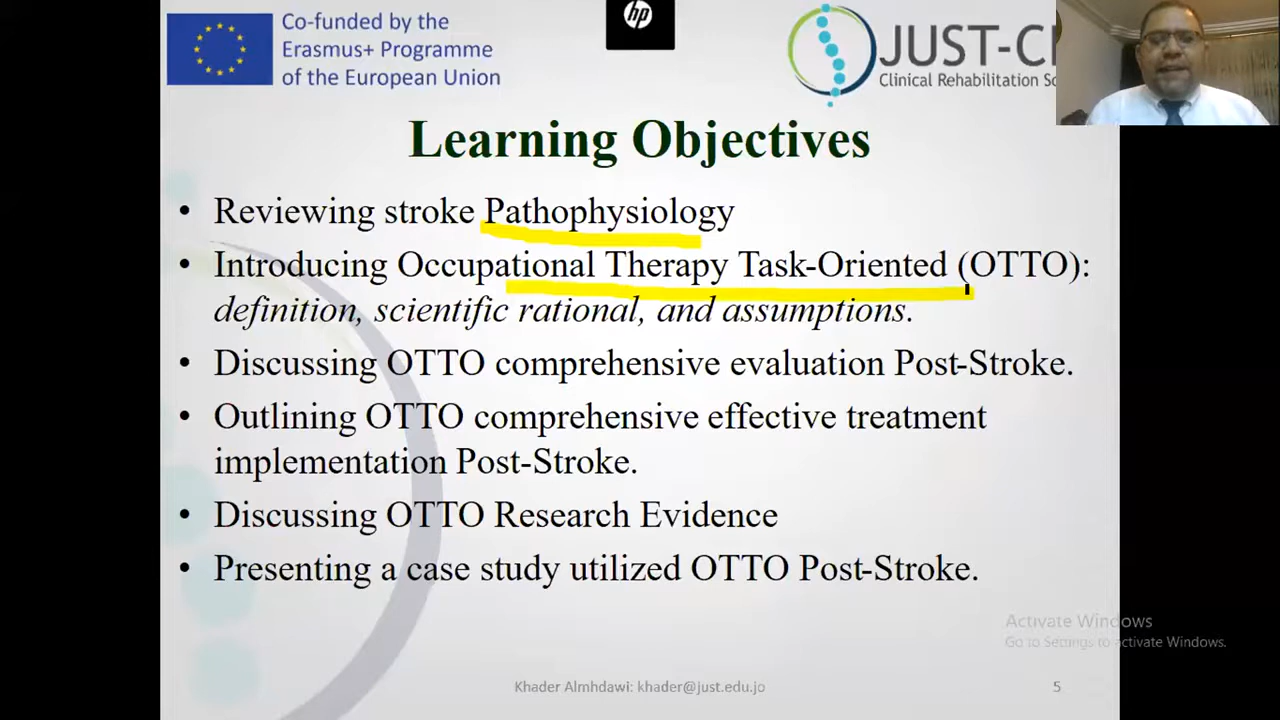 Co-funded by the
Erasmus+ Programme
of the European Union
hp
JUST-C
Clinical Rehabilitation
Learning Objectives
• Reviewing stroke Pathophysiology
• Introducing Occupational Therapy Task-Oriented (OTTO):
definition, scientific rational, and assumptions.
• Discussing OTTO comprehensive evaluation Post-Stroke.
• Outlining OTTO comprehensive effective treatment
implementation Post-Stroke.
• Discussing OTTO Research Evidence
• Presenting a case study utilized OTTO Post-Stroke.
Activate Windows
Go to Settings to activate Windows.
Khader Almhdawi: khader@just.edu.jo
5